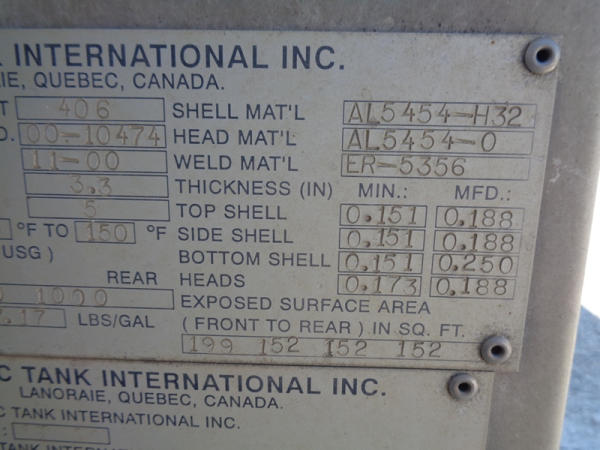 INTERNATIONAL INC.
QUEBEC, CANADA.
406 SHELL MAT'L AL5454-H32
00-10474 HEAD MAT'L AL5454-0
11-00 WELD MAT'L ER-5356
3.3 THICKNESS (IN) MIN.: MFD.:
5 TOP SHELL 0.151 0.188
°F TO 150 °F SIDE SHELL 0.151 0.188
USG ) BOTTOM SHELL 0.151 0.250
REAR HEADS 0.173 0.188
1000 EXPOSED SURFACE AREA
.17 LBS/GAL ( FRONT TO REAR ) IN SQ. FT.
199 152 152 152
C TANK INTERNATIONAL INC.
LANORAIE, QUEBEC, CANADA.
C TANK INTERNATIONAL INC.